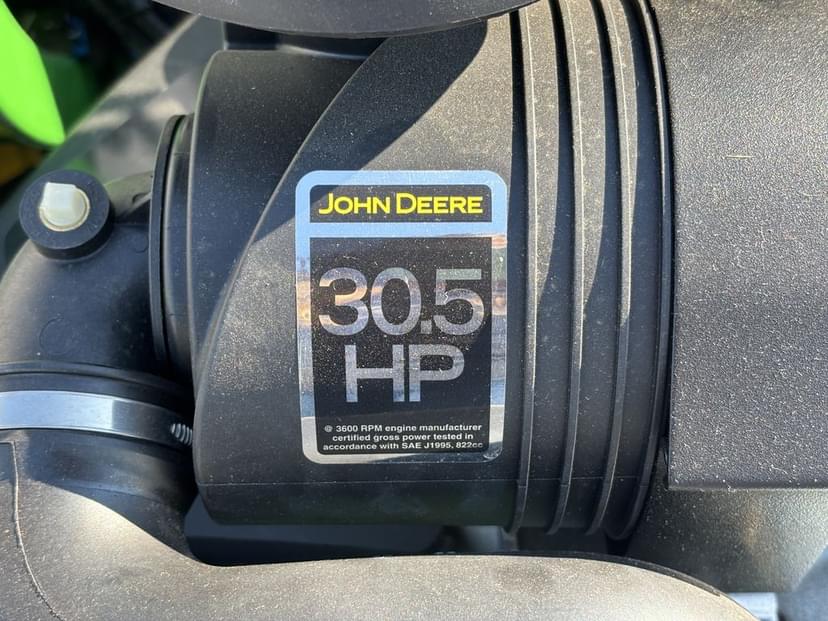 JOHN DEERE
30.5
HP
@ 3600 RPM engine manufacturer
certified gross power tested in
accordance with SAE J1995, 822cc